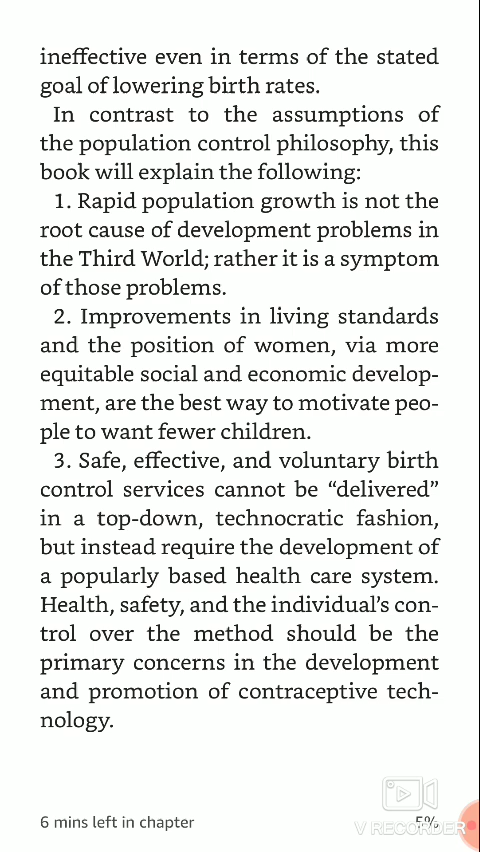 ineffective even in terms of the stated
goal of lowering birth rates.
In contrast to the assumptions of
the population control philosophy, this
book will explain the following:
1. Rapid population growth is not the
root cause of development problems in
the Third World; rather it is a symptom
of those problems.
2. Improvements in living standards
and the position of women, via more
equitable social and economic develop-
ment, are the best way to motivate peo-
ple to want fewer children.
3. Safe, effective, and voluntary birth
control services cannot be “delivered”
in a top-down, technocratic fashion,
but instead require the development of
a popularly based health care system.
Health, safety, and the individual’s con-
trol over the method should be the
primary concerns in the development
and promotion of contraceptive tech-
nology.
6 mins left in chapter 5%
V RECORDER